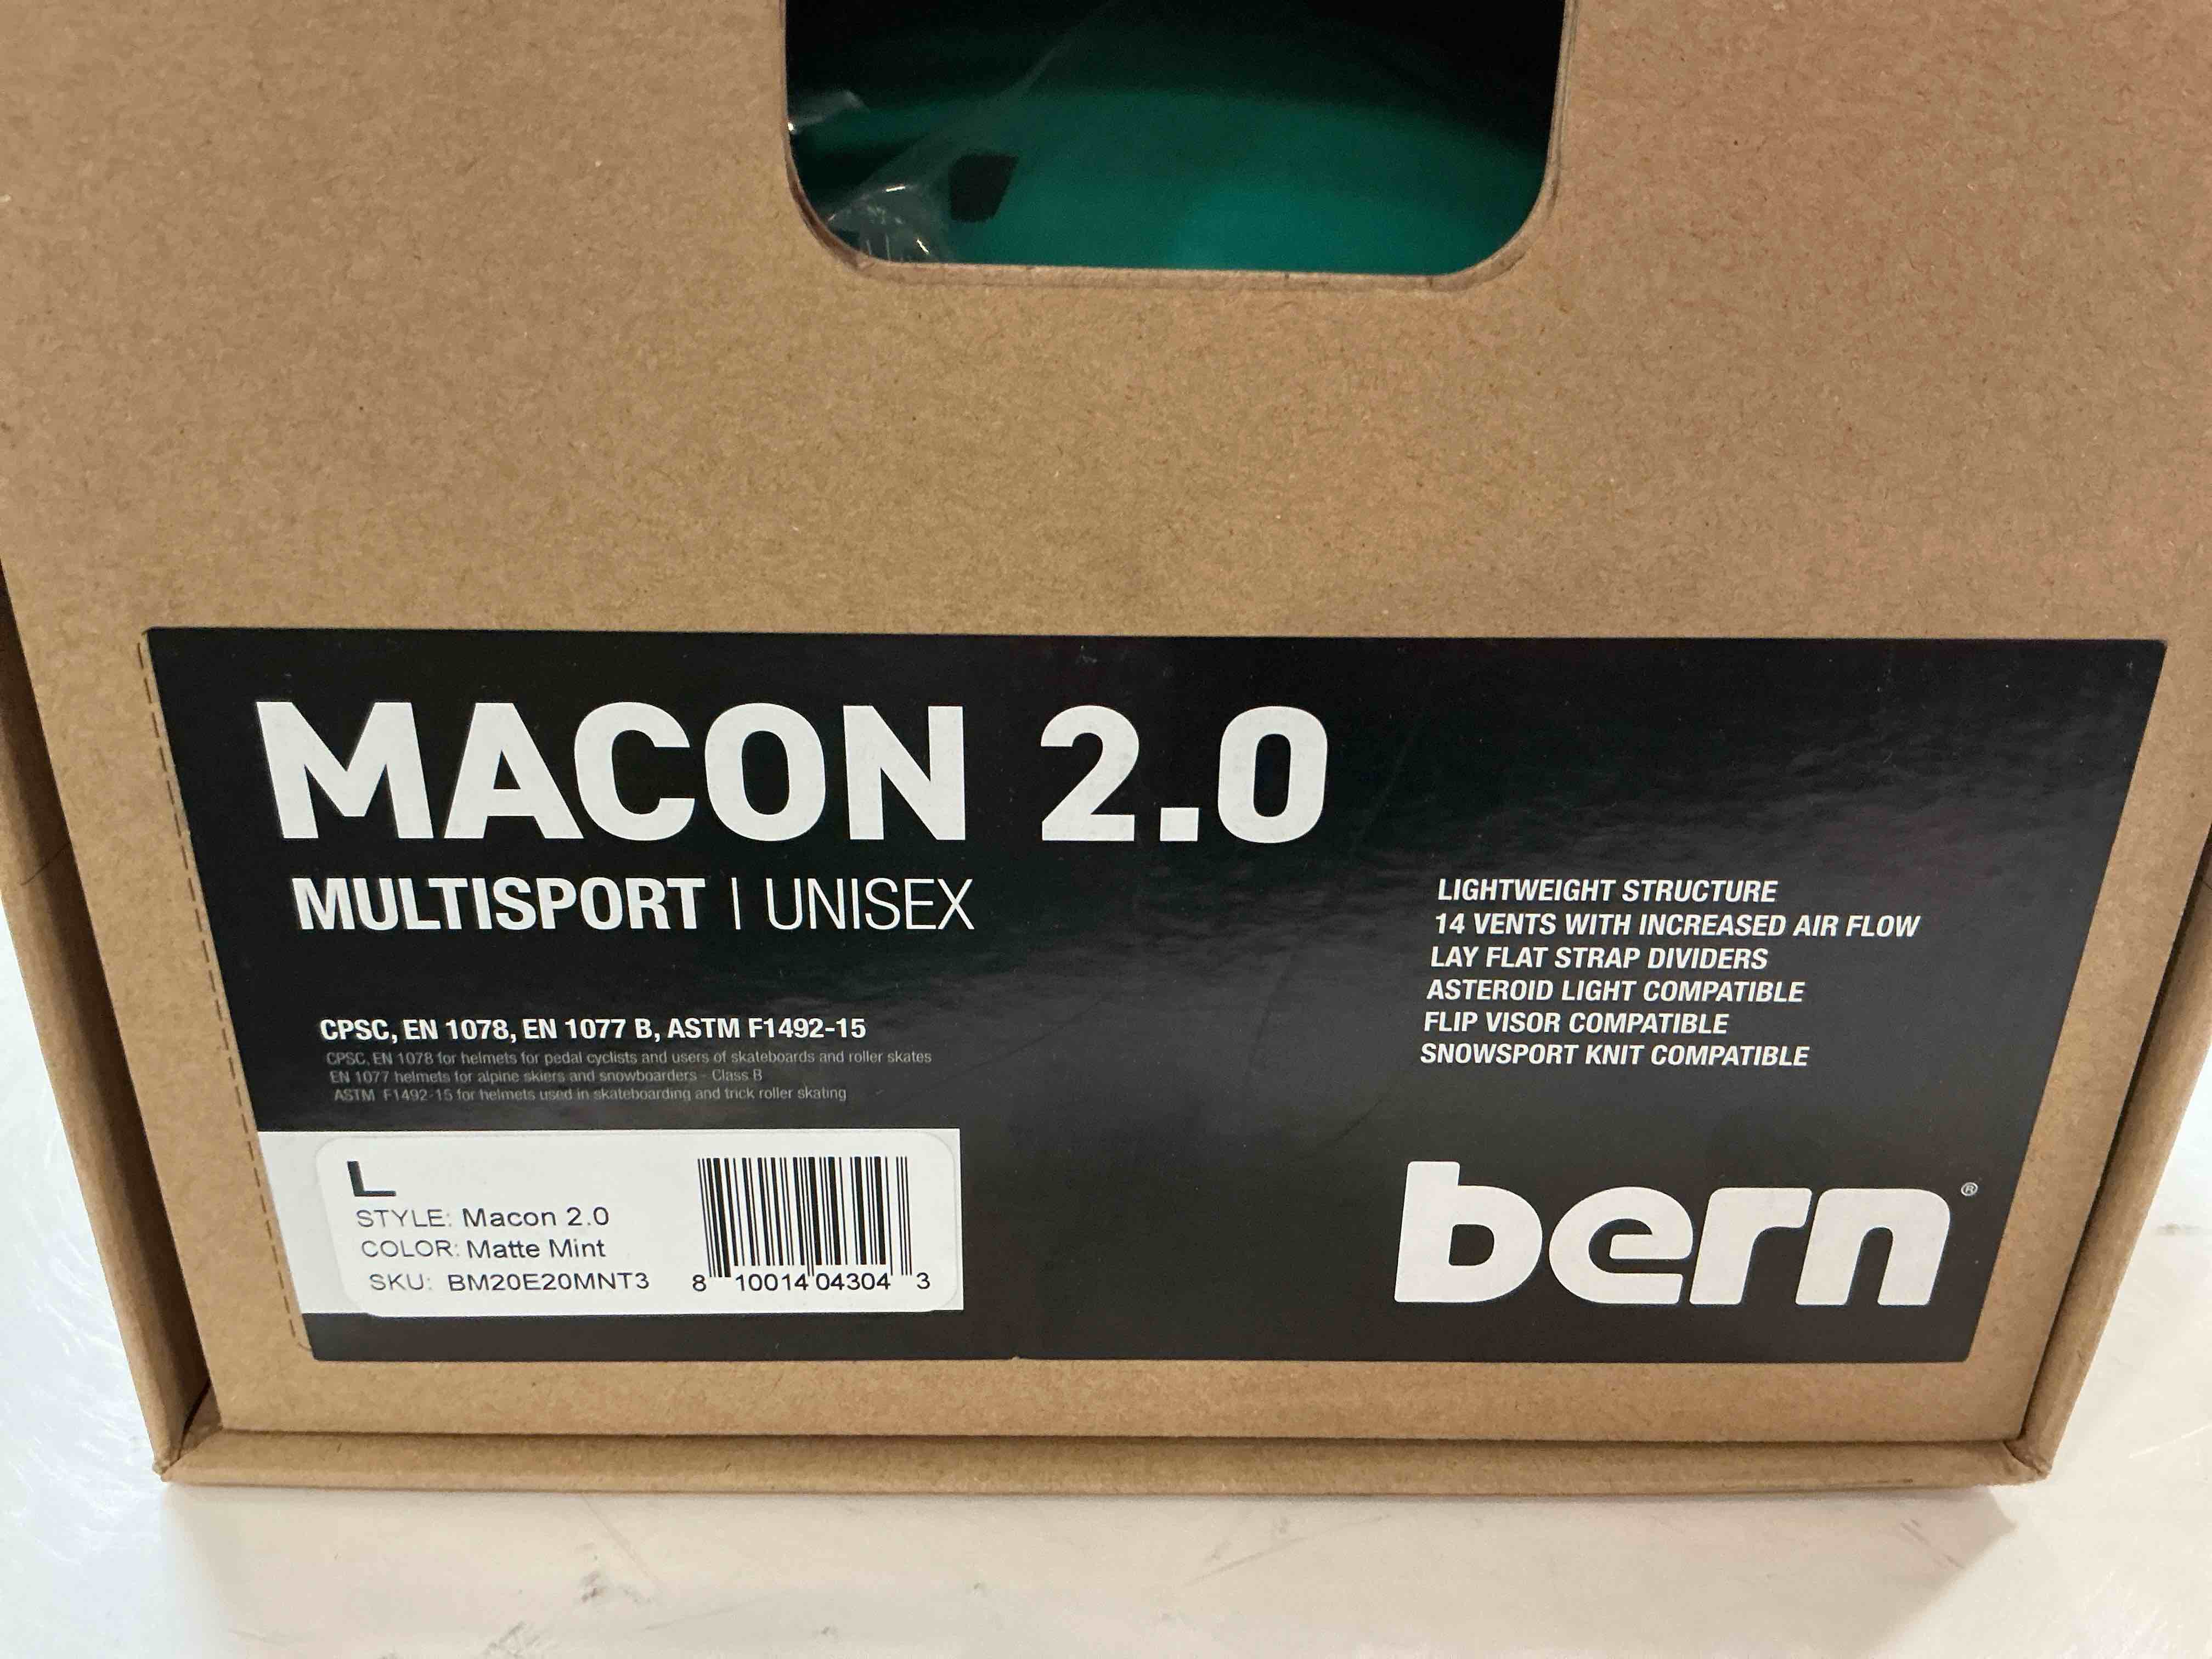 MACON 2.0
MULTISPORT | UNISEX
CPSC, EN 1078, EN 1077 B, ASTM F1492-15
CPSC, EN 1078 for helmets for pedal cyclists and users of skateboards and roller skates
EN 1077 helmets for alpine skiers and snowboarders - Class B
ASTM F1492-15 for helmets used in skateboarding and trick roller skating
LIGHTWEIGHT STRUCTURE
14 VENTS WITH INCREASED AIR FLOW
LAY FLAT STRAP DIVIDERS
ASTEROID LIGHT COMPATIBLE
FLIP VISOR COMPATIBLE
SNOWSPORT KNIT COMPATIBLE
L
STYLE: Macon 2.0
COLOR: Matte Mint
SKU: BM20E20MNT3
8 10014 04304 3
bern®